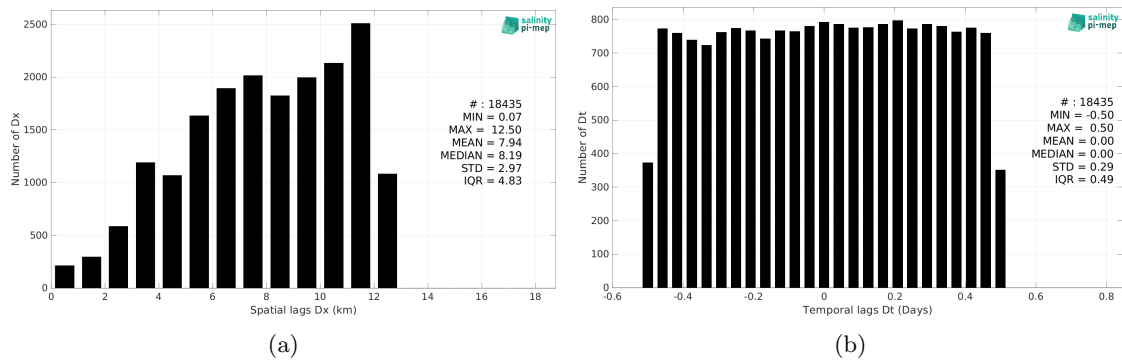 2500
2000
1500
1000
500
0
Number of Dx
0 2 4 6 8 10 12 14 16 18
Spatial lags Dx (km)
salinity
pi-mep
# : 18435
MIN = 0.07
MAX = 12.50
MEAN = 7.94
MEDIAN = 8.19
STD = 2.97
IQR = 4.83
(a)
800
700
600
500
400
300
200
100
0
Number of Dt
-0.6 -0.4 -0.2 0 0.2 0.4 0.6 0.8
Temporal lags Dt (Days)
salinity
pi-mep
# : 18435
MIN = -0.50
MAX = 0.50
MEAN = 0.00
MEDIAN = 0.00
STD = 0.29
IQR = 0.49
(b)